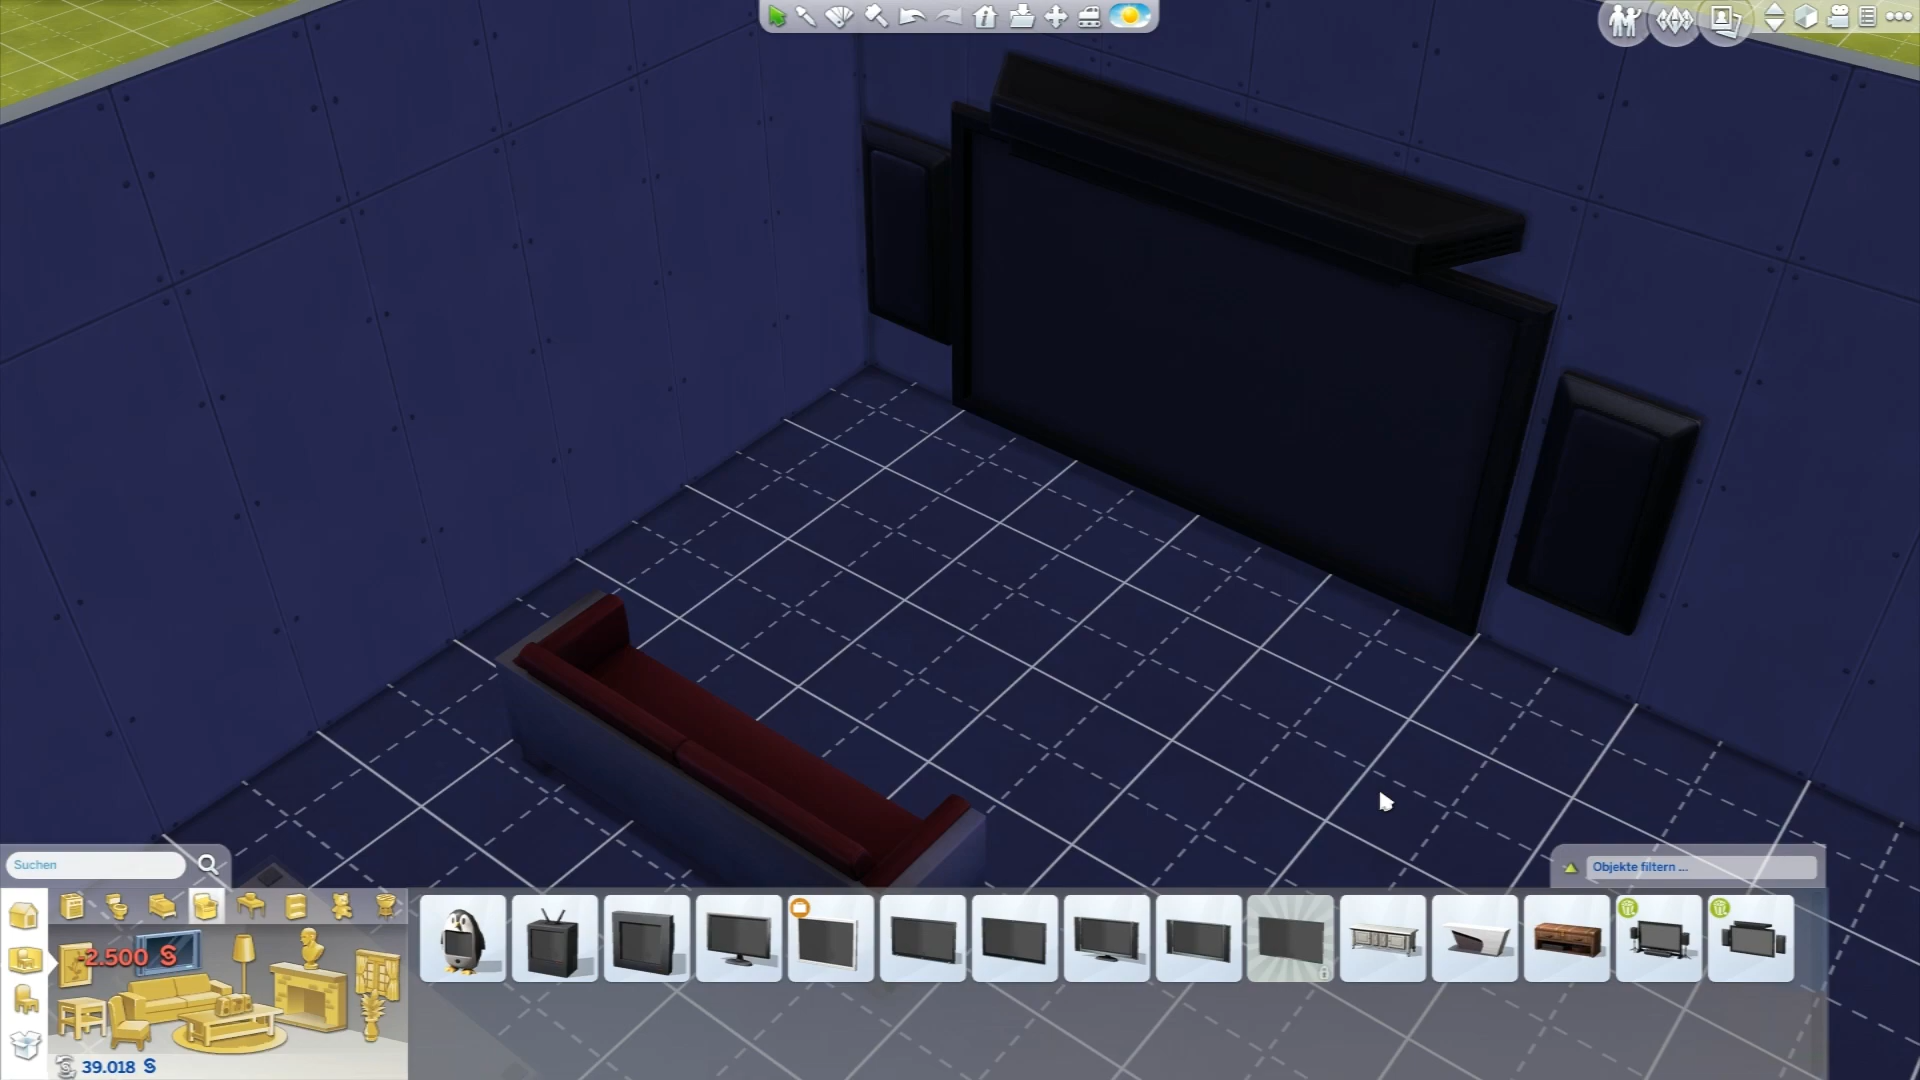 Suchen
Objekte filtern ...
-2.500 §
39.018 §